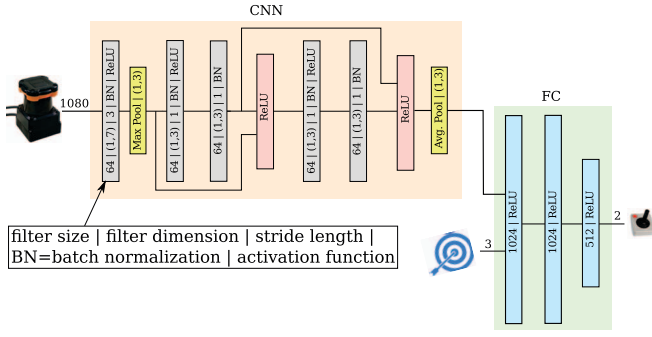 CNN
1080
64 | (1,7) | 3 | BN | ReLU
Max Pool | (1,3)
64 | (1,3) | 1 | BN | ReLU
64 | (1,3) | 1 | BN
ReLU
64 | (1,3) | 1 | BN | ReLU
64 | (1,3) | 1 | BN
ReLU
Avg. Pool | (1,3)
FC
1024 | ReLU
1024 | ReLU
512 | ReLU
2
3
filter size | filter dimension | stride length |
BN=batch normalization | activation function